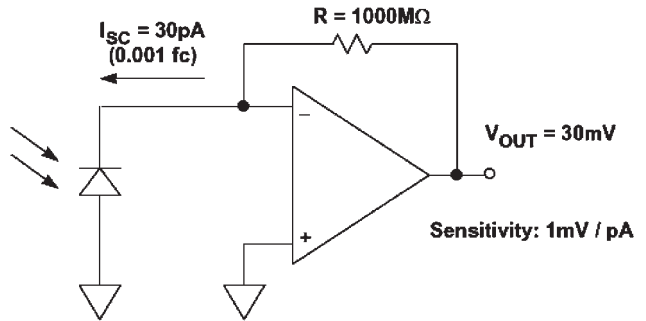 R = 1000MΩ
I_SC = 30pA
(0.001 fc)
−
+
V_OUT = 30mV
Sensitivity: 1mV / pA